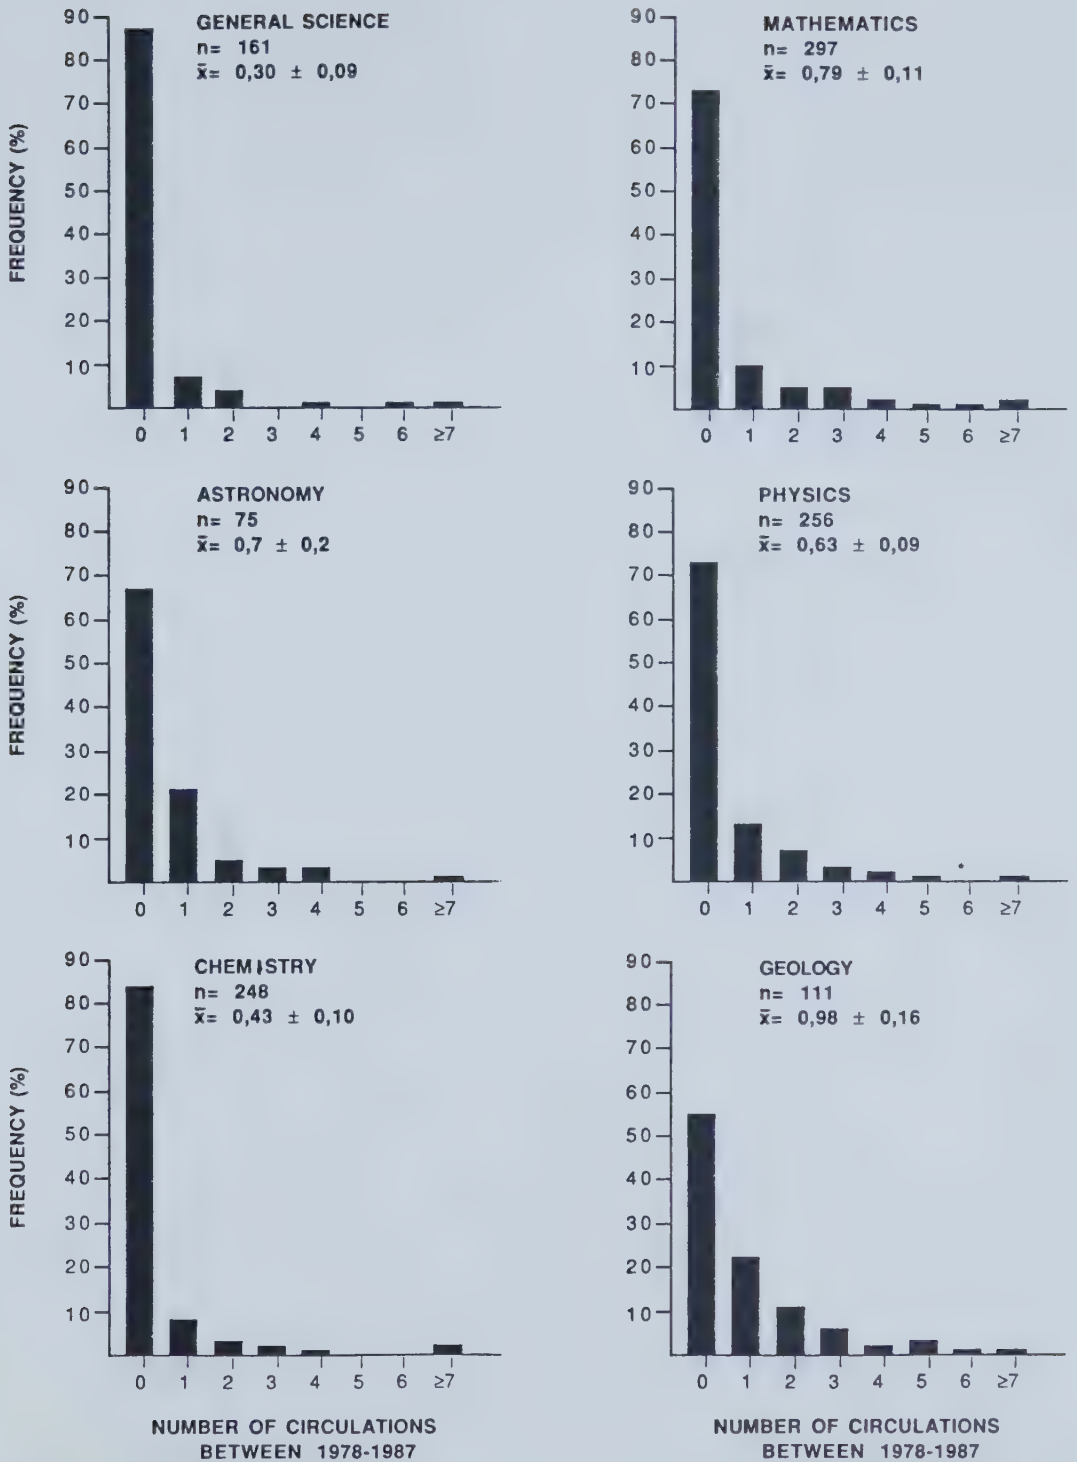 GENERAL SCIENCE
n= 161
x̄= 0,30 ± 0,09
FREQUENCY (%)
90
80
70
60
50
40
30
20
10
0 1 2 3 4 5 6 ≥7
MATHEMATICS
n= 297
x̄= 0,79 ± 0,11
90
80
70
60
50
40
30
20
10
0 1 2 3 4 5 6 ≥7
ASTRONOMY
n= 75
x̄= 0,7 ± 0,2
FREQUENCY (%)
90
80
70
60
50
40
30
20
10
0 1 2 3 4 5 6 ≥7
PHYSICS
n= 256
x̄= 0,63 ± 0,09
90
80
70
60
50
40
30
20
10
0 1 2 3 4 5 6 ≥7
CHEMISTRY
n= 248
x̄= 0,43 ± 0,10
FREQUENCY (%)
90
80
70
60
50
40
30
20
10
0 1 2 3 4 5 6 ≥7
NUMBER OF CIRCULATIONS
BETWEEN 1978-1987
GEOLOGY
n= 111
x̄= 0,98 ± 0,16
90
80
70
60
50
40
30
20
10
0 1 2 3 4 5 6 ≥7
NUMBER OF CIRCULATIONS
BETWEEN 1978-1987